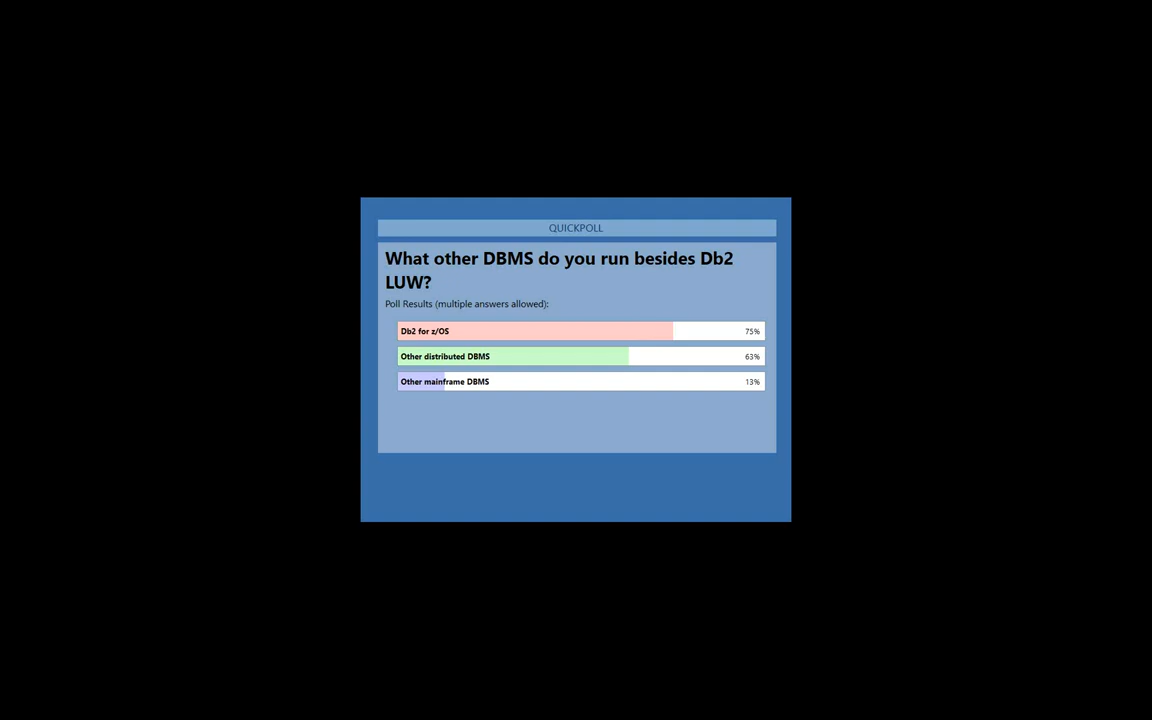 QUICKPOLL
What other DBMS do you run besides Db2
LUW?
Poll Results (multiple answers allowed):
Db2 for z/OS 75%
Other distributed DBMS 63%
Other mainframe DBMS 13%